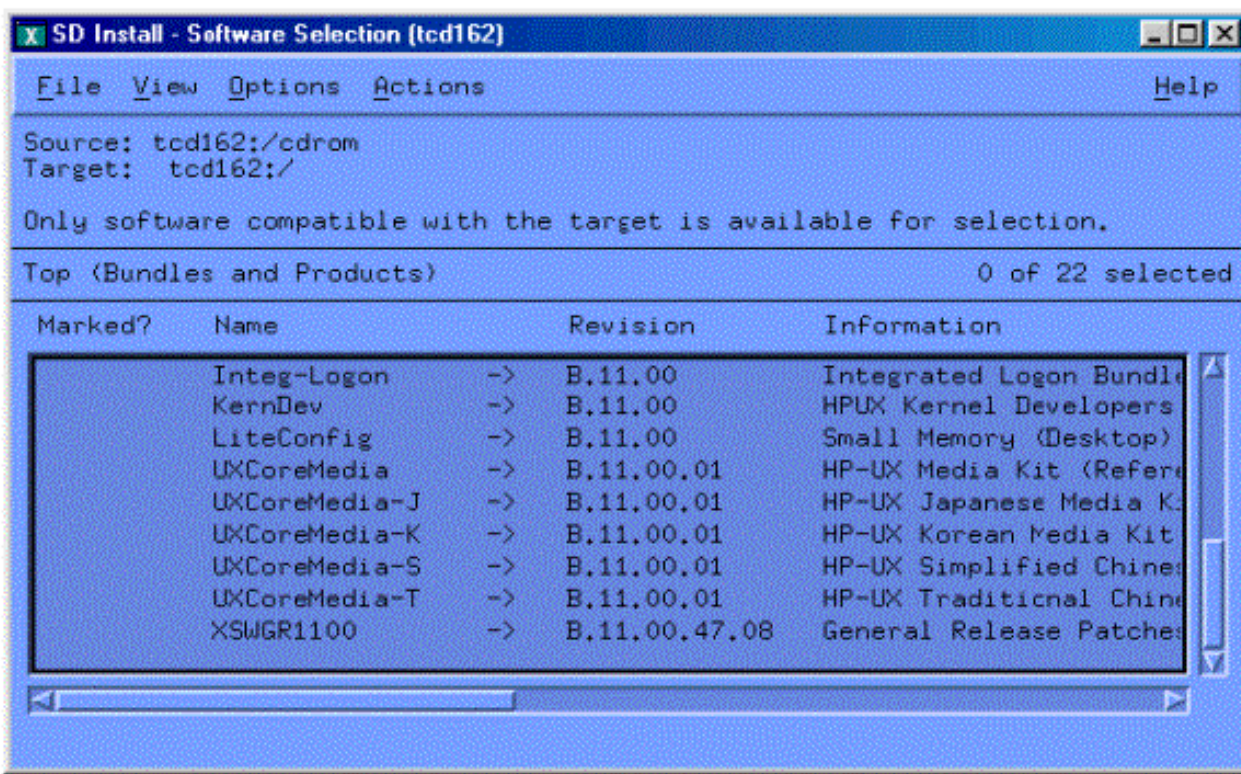 X SD Install - Software Selection (tcd162)
File View Options Actions Help
Source: tcd162:/cdrom
Target: tcd162:/
Only software compatible with the target is available for selection.
Top (Bundles and Products) 0 of 22 selected
Marked? Name Revision Information
Integ-Logon -> B.11.00 Integrated Logon Bundle
KernDev -> B.11.00 HPUX Kernel Developers
LiteConfig -> B.11.00 Small Memory (Desktop)
UXCoreMedia -> B.11.00.01 HP-UX Media Kit (Refere
UXCoreMedia-J -> B.11.00.01 HP-UX Japanese Media K
UXCoreMedia-K -> B.11.00.01 HP-UX Korean Media Kit
UXCoreMedia-S -> B.11.00.01 HP-UX Simplified Chines
UXCoreMedia-T -> B.11.00.01 HP-UX Traditional Chine
XSWGR1100 -> B.11.00.47.08 General Release Patches